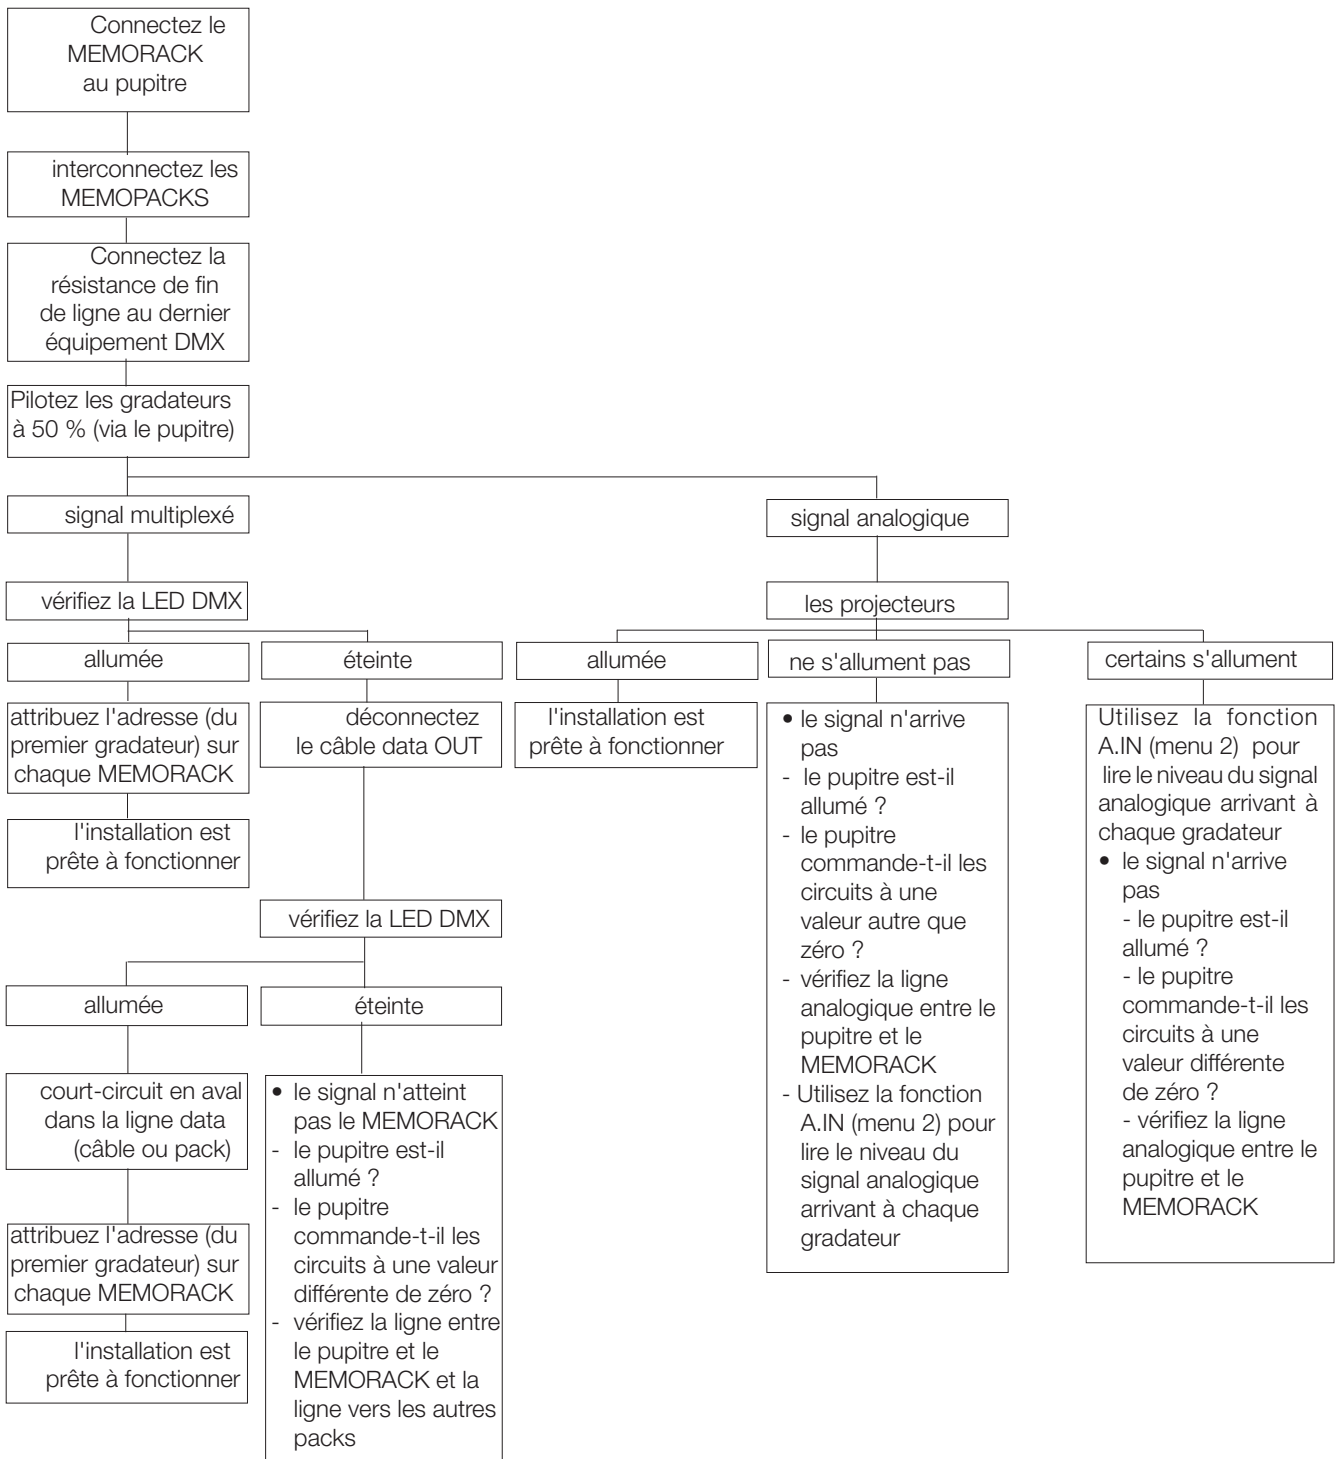 Connectez le
MEMORACK
au pupitre
interconnectez les
MEMOPACKS
Connectez la
résistance de fin
de ligne au dernier
équipement DMX
Pilotez les gradateurs
à 50 % (via le pupitre)
signal multiplexé
signal analogique
vérifiez la LED DMX
les projecteurs
allumée
éteinte
allumée
ne s'allument pas
certains s'allument
attribuez l'adresse (du
premier gradateur) sur
chaque MEMORACK
déconnectez
le câble data OUT
l'installation est
prête à fonctionner
• le signal n'arrive
pas
- le pupitre est-il
allumé ?
- le pupitre
commande-t-il les
circuits à une
valeur autre que
zéro ?
- vérifiez la ligne
analogique entre le
pupitre et le
MEMORACK
- Utilisez la fonction
A.IN (menu 2) pour
lire le niveau du
signal analogique
arrivant à chaque
gradateur
Utilisez la fonction
A.IN (menu 2) pour
lire le niveau du signal
analogique arrivant à
chaque gradateur
• le signal n'arrive
pas
- le pupitre est-il
allumé ?
- le pupitre
commande-t-il les
circuits à une
valeur différente
de zéro ?
- vérifiez la ligne
analogique entre le
pupitre et le
MEMORACK
l'installation est
prête à fonctionner
vérifiez la LED DMX
allumée
éteinte
court-circuit en aval
dans la ligne data
(câble ou pack)
attribuez l'adresse (du
premier gradateur) sur
chaque MEMORACK
l'installation est
prête à fonctionner
• le signal n'atteint
pas le MEMORACK
- le pupitre est-il
allumé ?
- le pupitre
commande-t-il les
circuits à une valeur
différente de zéro ?
- vérifiez la ligne entre
le pupitre et le
MEMORACK et la
ligne vers les autres
packs